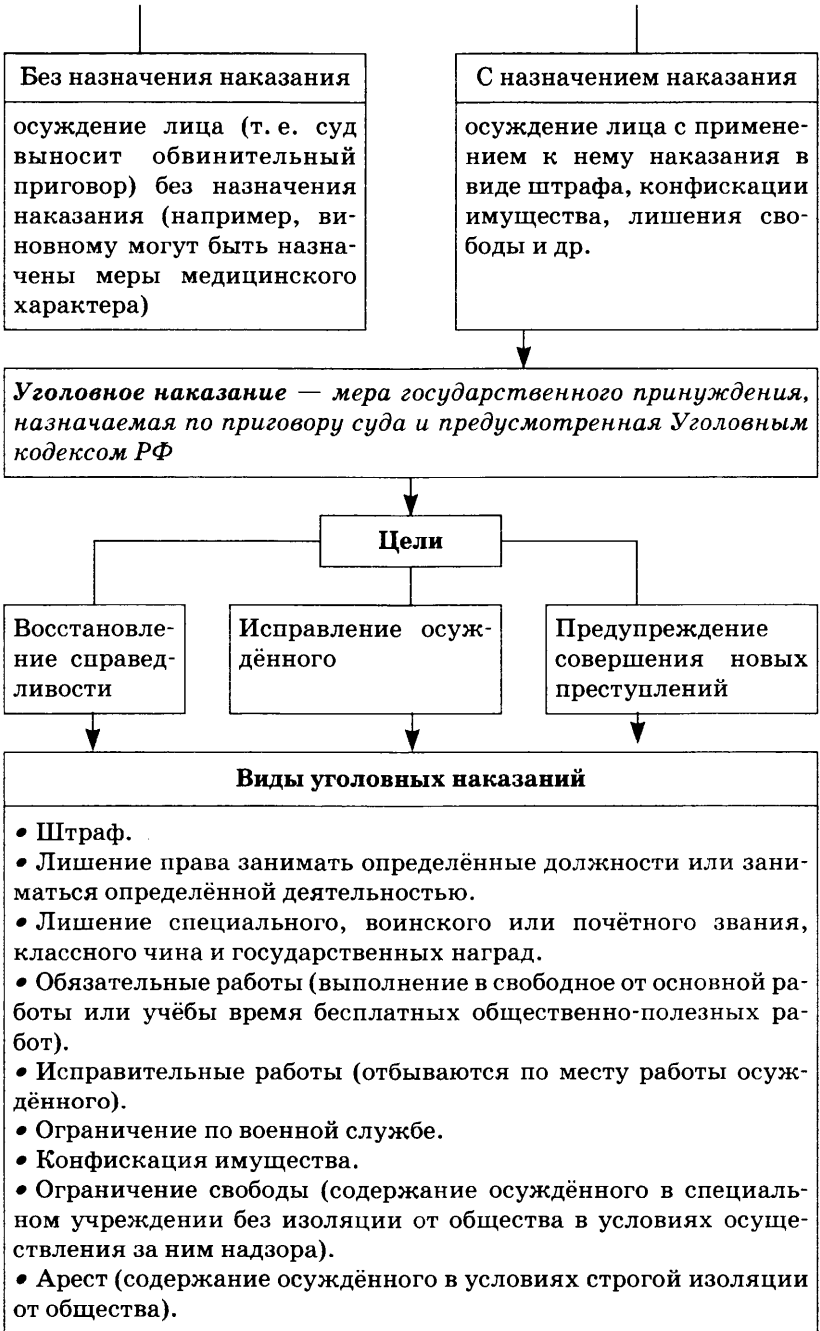 Без назначения наказания
осуждение лица (т. е. суд
выносит обвинительный
приговор) без назначения
наказания (например, ви-
новному могут быть назна-
чены меры медицинского
характера)
С назначением наказания
осуждение лица с примене-
нием к нему наказания в
виде штрафа, конфискации
имущества, лишения сво-
боды и др.
Уголовное наказание — мера государственного принуждения,
назначаемая по приговору суда и предусмотренная Уголовным
кодексом РФ
Цели
Восстановле-
ние справед-
ливости
Исправление осуж-
дённого
Предупреждение
совершения новых
преступлений
Виды уголовных наказаний
• Штраф.
• Лишение права занимать определённые должности или зани-
маться определённой деятельностью.
• Лишение специального, воинского или почётного звания,
классного чина и государственных наград.
• Обязательные работы (выполнение в свободное от основной ра-
боты или учёбы время бесплатных общественно-полезных ра-
бот).
• Исправительные работы (отбываются по месту работы осуж-
дённого).
• Ограничение по военной службе.
• Конфискация имущества.
• Ограничение свободы (содержание осуждённого в специаль-
ном учреждении без изоляции от общества в условиях осуще-
ствления за ним надзора).
• Арест (содержание осуждённого в условиях строгой изоляции
от общества).